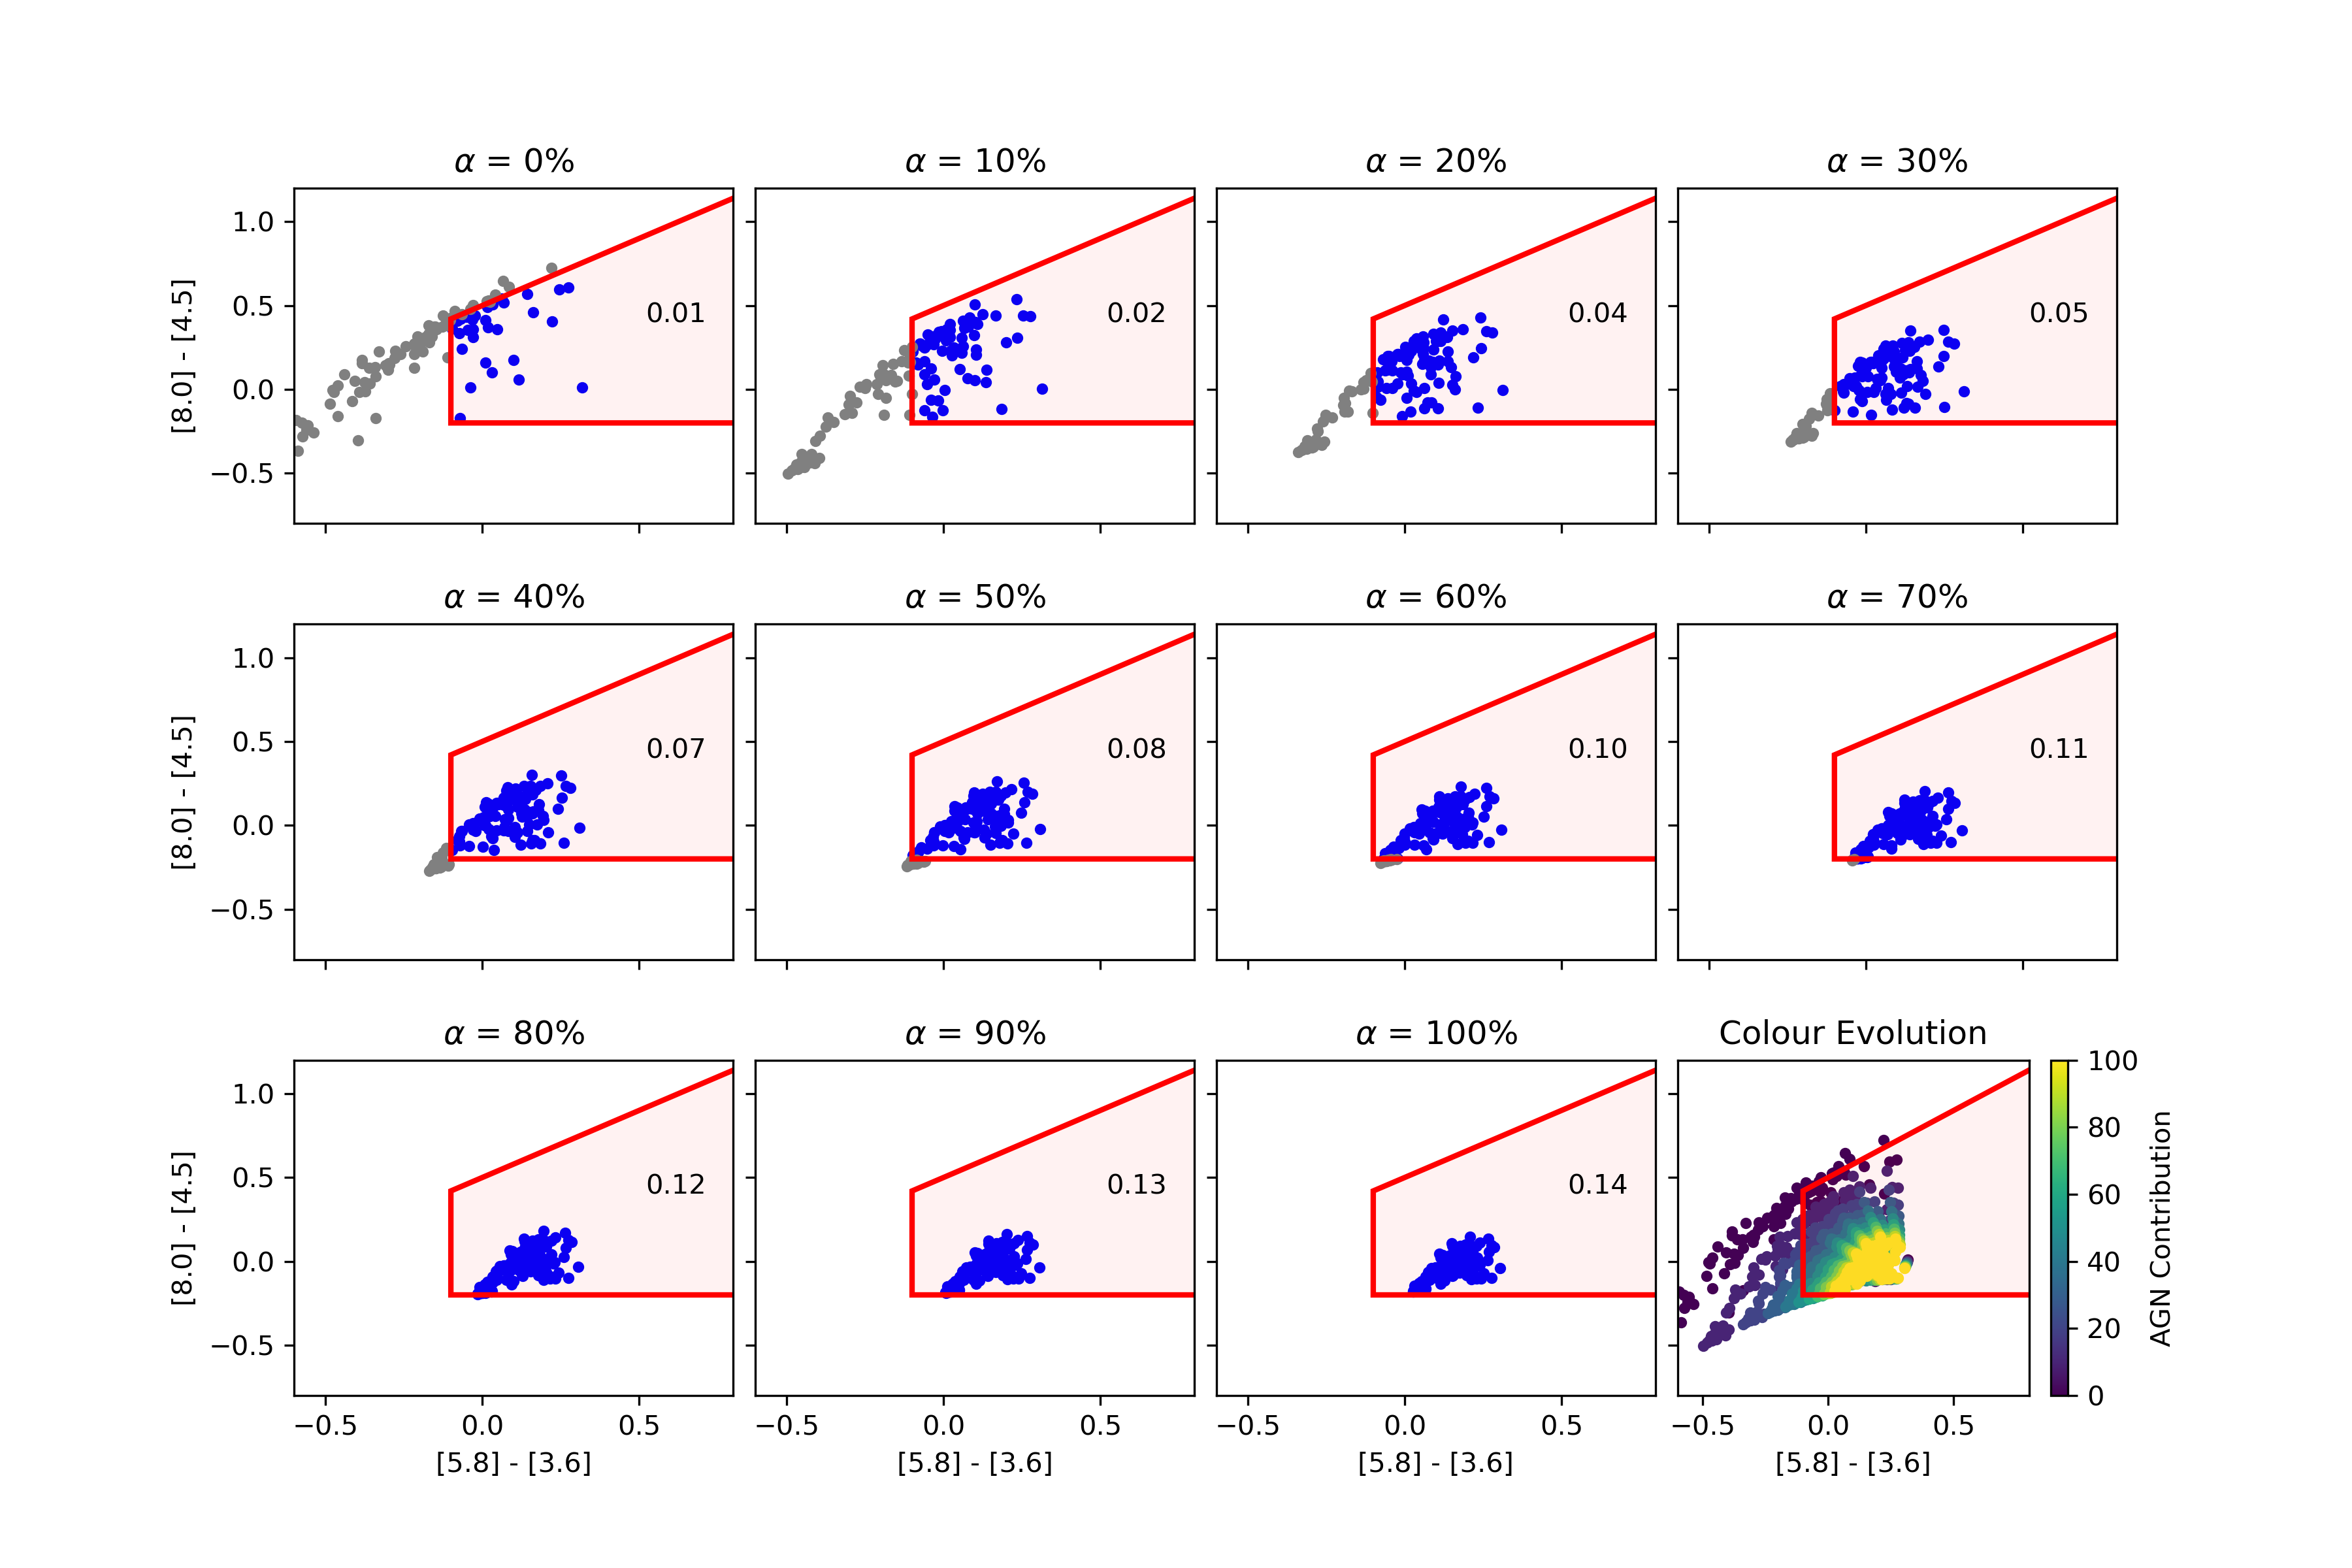 α = 0%
α = 10%
α = 20%
α = 30%
1.0
0.5
0.0
−0.5
[8.0] - [4.5]
0.01
0.02
0.04
0.05
α = 40%
α = 50%
α = 60%
α = 70%
1.0
0.5
0.0
−0.5
[8.0] - [4.5]
0.07
0.08
0.10
0.11
α = 80%
α = 90%
α = 100%
Colour Evolution
1.0
0.5
0.0
−0.5
[8.0] - [4.5]
0.12
0.13
0.14
100
80
60
40
20
0
AGN Contribution
−0.5 0.0 0.5
−0.5 0.0 0.5
−0.5 0.0 0.5
−0.5 0.0 0.5
[5.8] - [3.6]
[5.8] - [3.6]
[5.8] - [3.6]
[5.8] - [3.6]